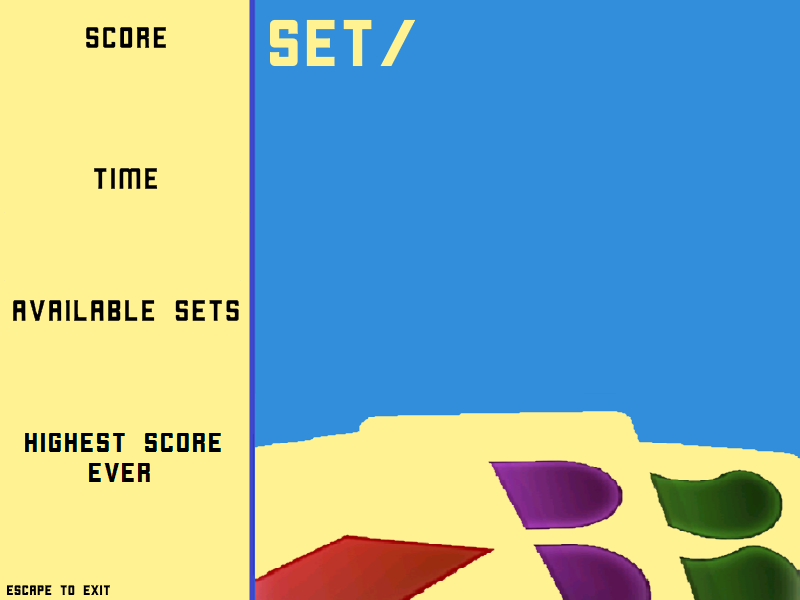 SCORE
SET/
TIME
AVAILABLE SETS
HIGHEST SCORE
EVER
ESCAPE TO EXIT